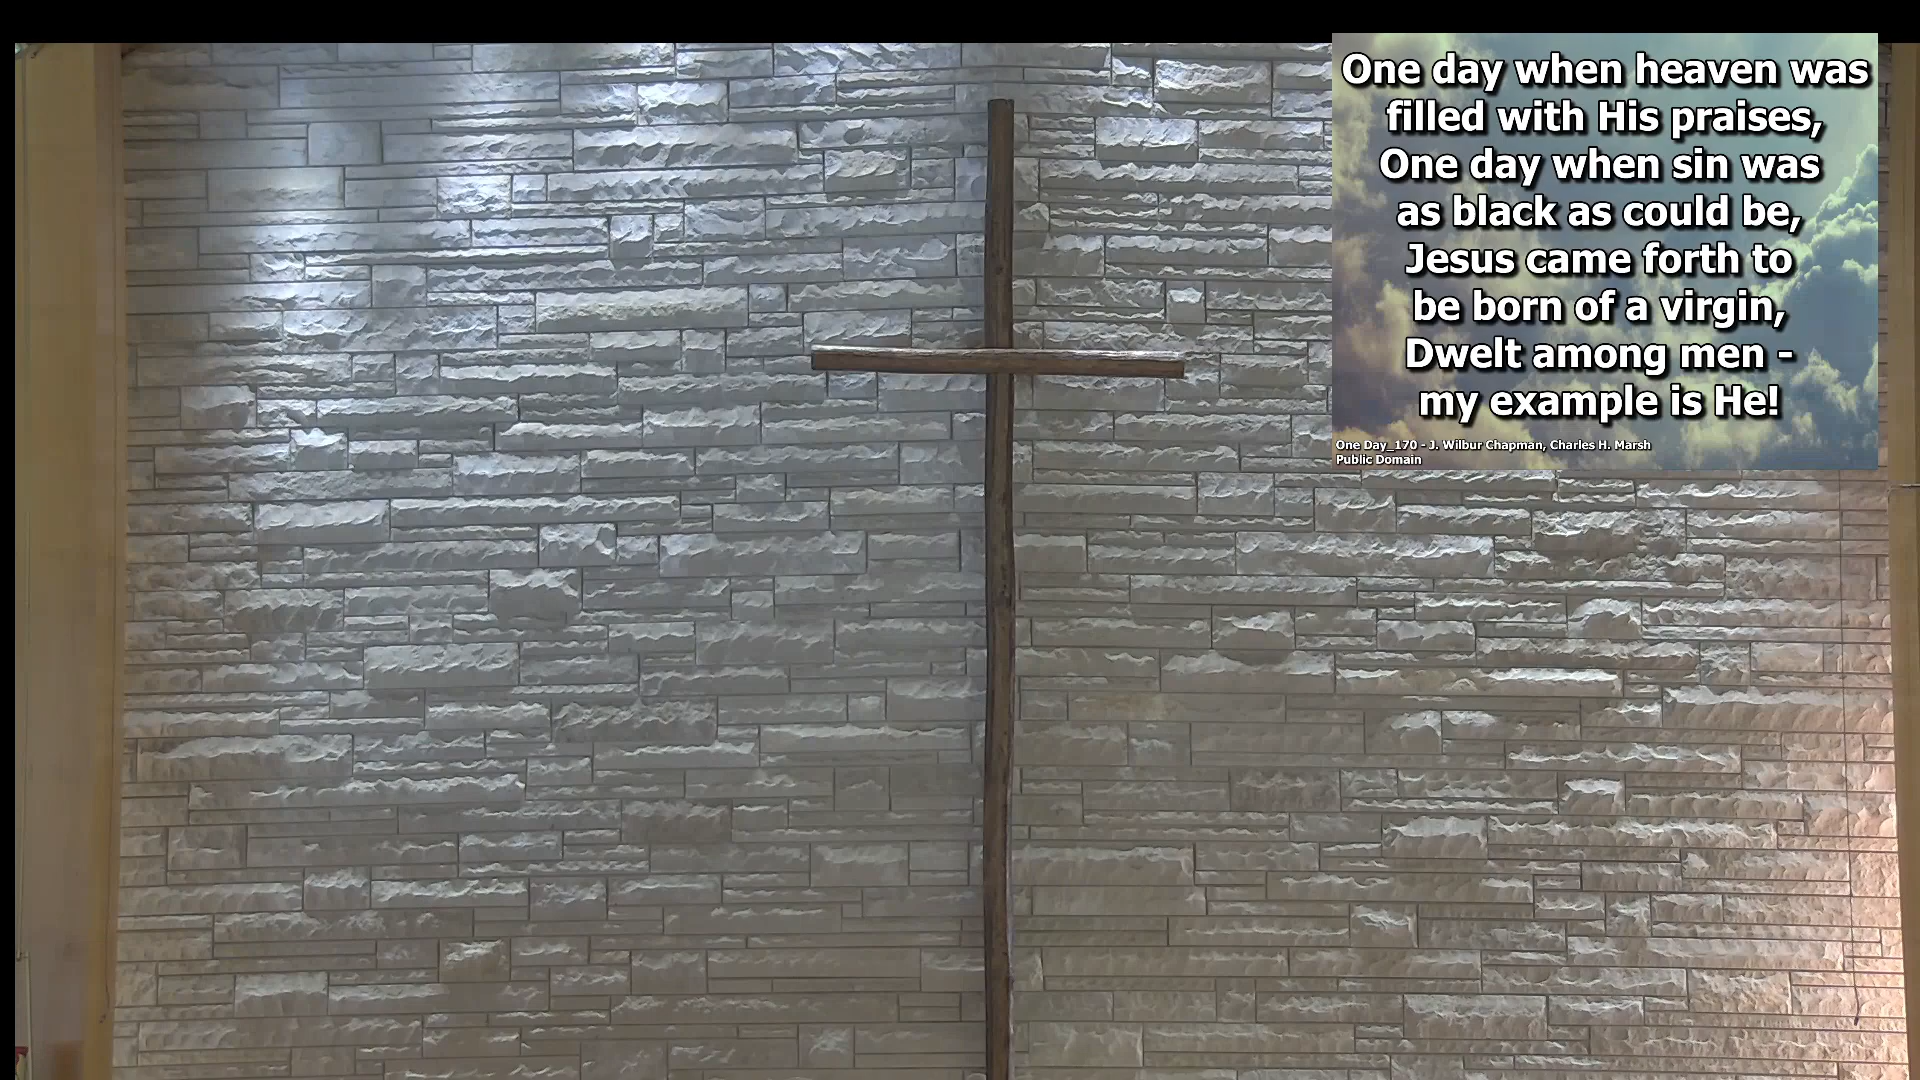 One day when heaven was
filled with His praises,
One day when sin was
as black as could be,
Jesus came forth to
be born of a virgin,
Dwelt among men -
my example is He!
One Day_170 - J. Wilbur Chapman, Charles H. Marsh
Public Domain